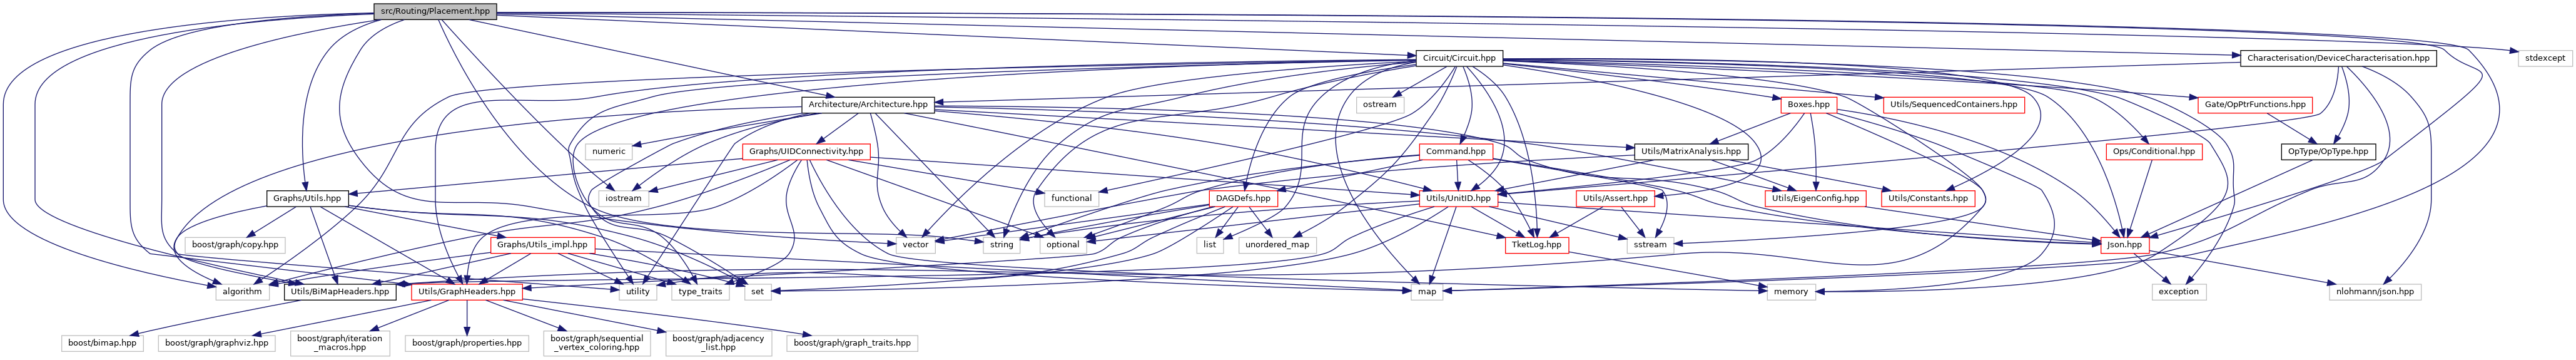 src/Routing/Placement.hpp
Circuit/Circuit.hpp
Characterisation/DeviceCharacterisation.hpp
stdexcept
Architecture/Architecture.hpp
ostream
Boxes.hpp
Utils/SequencedContainers.hpp
Gate/OpPtrFunctions.hpp
numeric
Graphs/UIDConnectivity.hpp
Command.hpp
Utils/MatrixAnalysis.hpp
Ops/Conditional.hpp
OpType/OpType.hpp
Graphs/Utils.hpp
iostream
functional
DAGDefs.hpp
Utils/UnitID.hpp
Utils/Assert.hpp
Utils/EigenConfig.hpp
Utils/Constants.hpp
boost/graph/copy.hpp
Graphs/Utils_impl.hpp
vector
string
optional
list
unordered_map
TketLog.hpp
sstream
Json.hpp
algorithm
Utils/BiMapHeaders.hpp
Utils/GraphHeaders.hpp
utility
type_traits
set
map
memory
exception
nlohmann/json.hpp
boost/bimap.hpp
boost/graph/graphviz.hpp
boost/graph/iteration
_macros.hpp
boost/graph/properties.hpp
boost/graph/sequential
_vertex_coloring.hpp
boost/graph/adjacency
_list.hpp
boost/graph/graph_traits.hpp